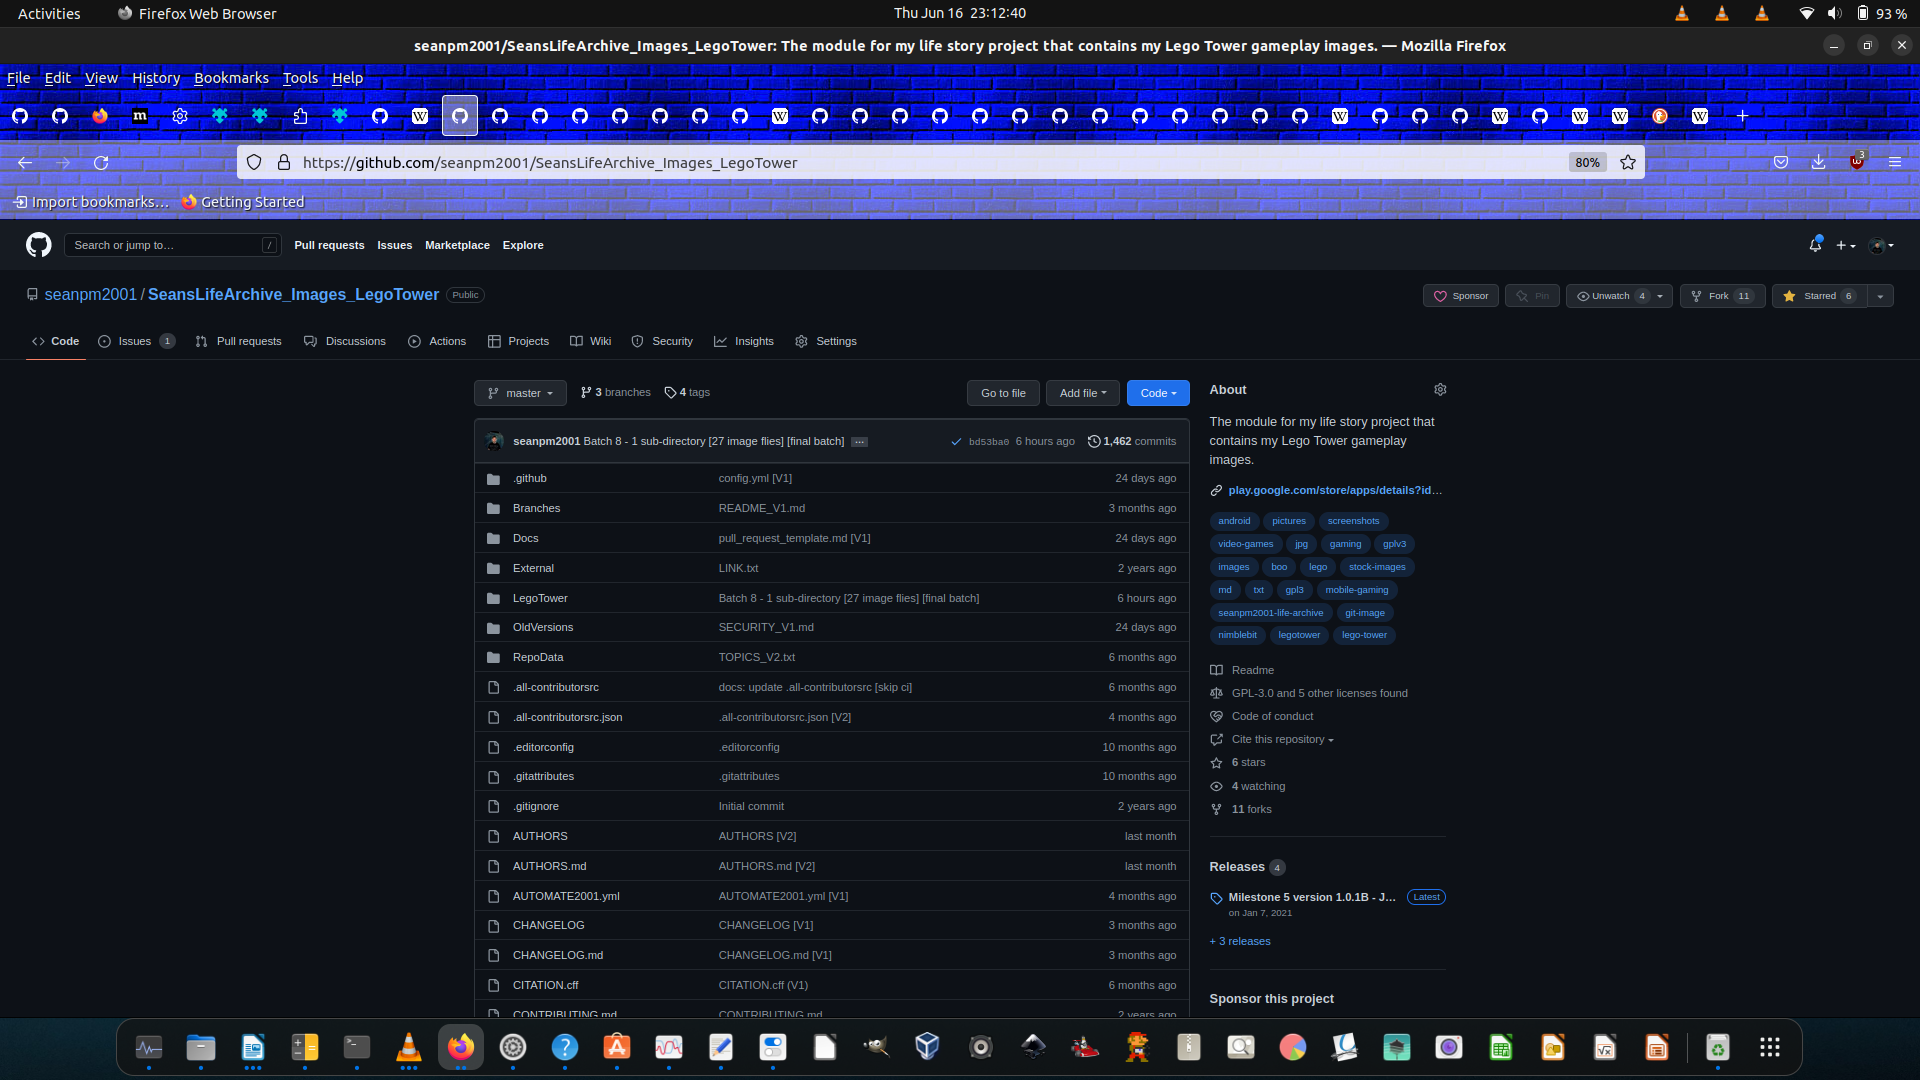 Activities Firefox Web Browser Thu Jun 16 23:12:40 93 %
seanpm2001/SeansLifeArchive_Images_LegoTower: The module for my life story project that contains my Lego Tower gameplay images. — Mozilla Firefox
File Edit View History Bookmarks Tools Help
https://github.com/seanpm2001/SeansLifeArchive_Images_LegoTower 80% 3
Import bookmarks… Getting Started
Search or jump to… / Pull requests Issues Marketplace Explore
seanpm2001 / SeansLifeArchive_Images_LegoTower Public Sponsor Pin Unwatch 4 Fork 11 Starred 6
Code Issues 1 Pull requests Discussions Actions Projects Wiki Security Insights Settings
master 3 branches 4 tags Go to file Add file Code
seanpm2001 Batch 8 - 1 sub-directory [27 image flies] [final batch] … bd53ba0 6 hours ago 1,462 commits
.github config.yml [V1] 24 days ago
Branches README_V1.md 3 months ago
Docs pull_request_template.md [V1] 24 days ago
External LINK.txt 2 years ago
LegoTower Batch 8 - 1 sub-directory [27 image flies] [final batch] 6 hours ago
OldVersions SECURITY_V1.md 24 days ago
RepoData TOPICS_V2.txt 6 months ago
.all-contributorsrc docs: update .all-contributorsrc [skip ci] 6 months ago
.all-contributorsrc.json .all-contributorsrc.json [V2] 4 months ago
.editorconfig .editorconfig 10 months ago
.gitattributes .gitattributes 10 months ago
.gitignore Initial commit 2 years ago
AUTHORS AUTHORS [V2] last month
AUTHORS.md AUTHORS.md [V2] last month
AUTOMATE2001.yml AUTOMATE2001.yml [V1] 4 months ago
CHANGELOG CHANGELOG [V1] 3 months ago
CHANGELOG.md CHANGELOG.md [V1] 3 months ago
CITATION.cff CITATION.cff (V1) 6 months ago
CONTRIBUTING.md CONTRIBUTING.md 2 years ago
About
The module for my life story project that
contains my Lego Tower gameplay
images.
play.google.com/store/apps/details?id…
android pictures screenshots
video-games jpg gaming gplv3
images boo lego stock-images
md txt gpl3 mobile-gaming
seanpm2001-life-archive git-image
nimblebit legotower lego-tower
Readme
GPL-3.0 and 5 other licenses found
Code of conduct
Cite this repository
6 stars
4 watching
11 forks
Releases 4
Milestone 5 version 1.0.1B - J… Latest
on Jan 7, 2021
+ 3 releases
Sponsor this project